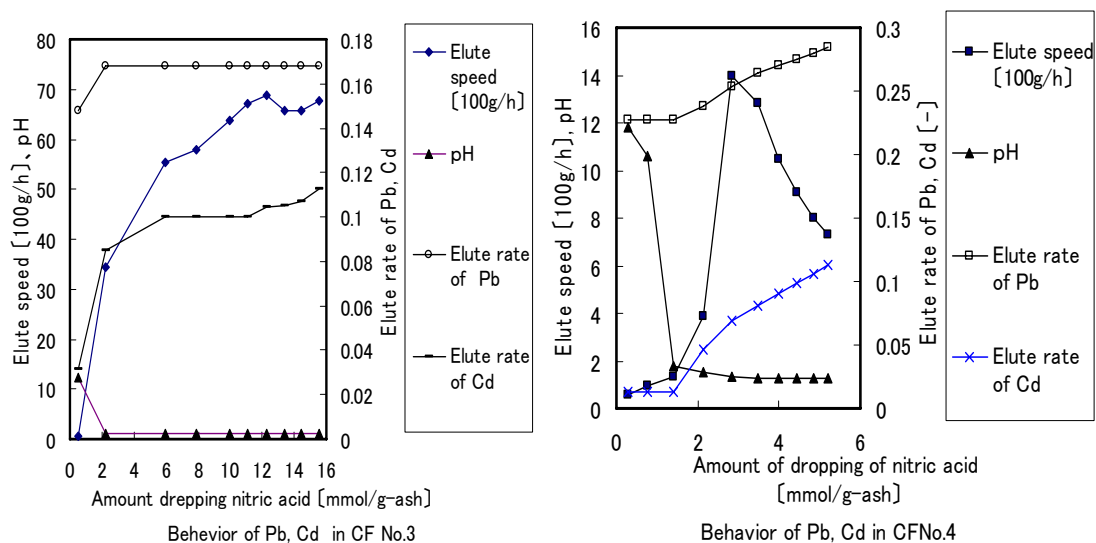 80
70
60
50
40
30
20
10
0
Elute speed [100g/h]、pH
0.18
0.16
0.14
0.12
0.1
0.08
0.06
0.04
0.02
0
Elute rate of Pb, Cd
0 2 4 6 8 10 12 14 16
Amount drepping nitric acid [mmol/g-ash]
Behevior of Pb, Cd in CF No.3
Elute
speed
[100g/h]
pH
Elute rate
of Pb
Elute rate
of Cd
16
14
12
10
8
6
4
2
0
Elute speed [100g/h], pH
0.3
0.25
0.2
0.15
0.1
0.05
0
Elute rate of Pb, Cd [-]
0 2 4 6
Amount of dropping of nitric acid
[mmol/g-ash]
Behavior of Pb, Cd in CFNo.4
Elute speed
[100g/h]
pH
Elute rate
of Pb
Elute rate
of Cd